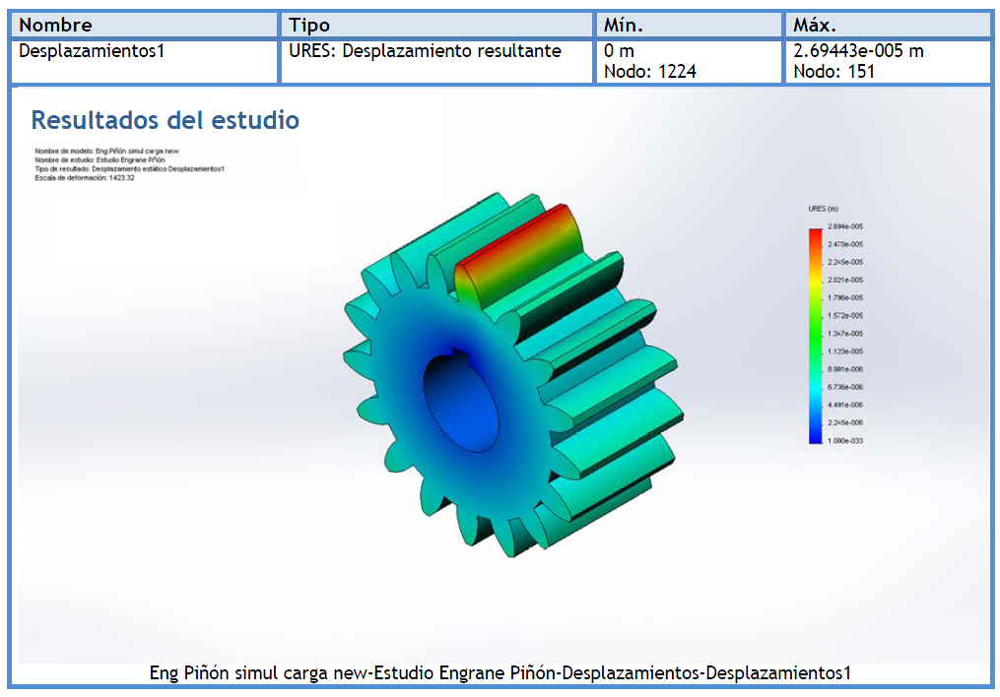 Nombre Tipo Mín. Máx.
Desplazamientos1 URES: Desplazamiento resultante 0 m 2.69443e-005 m
Nodo: 1224 Nodo: 151
Resultados del estudio
Nombre de modelo: Eng Piñón simul carga new
Nombre de estudio: Estudio Engrane Piñón
Tipo de resultado: Desplazamiento estático Desplazamientos1
Escala de deformación: 1423.32
URES (m)
2.694e-005
2.470e-005
2.245e-005
2.021e-005
1.796e-005
1.572e-005
1.347e-005
1.123e-005
8.981e-006
6.736e-006
4.491e-006
2.245e-006
1.000e-033
Eng Piñón simul carga new-Estudio Engrane Piñón-Desplazamientos-Desplazamientos1